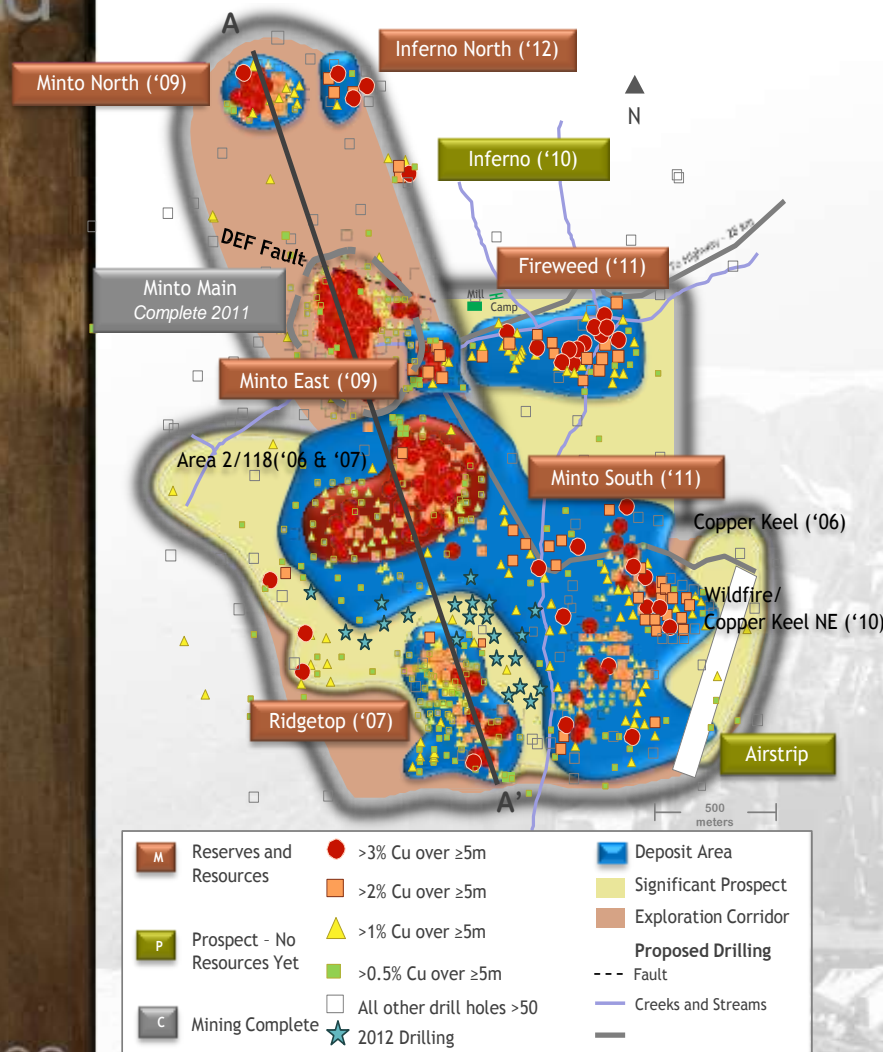 A
Inferno North (‘12)
Minto North (‘09)
N
Inferno (‘10)
DEF Fault
To Highway - 28 km
Fireweed (‘11)
Minto Main
Complete 2011
Mill
Camp
Minto East (‘09)
Area 2/118(‘06 & ‘07)
Minto South (‘11)
Copper Keel (‘06)
Wildfire/
Copper Keel NE (‘10)
Ridgetop (‘07)
Airstrip
A’
500
meters
M
Reserves and
Resources
P
Prospect - No
Resources Yet
C
Mining Complete
>3% Cu over ≥5m
>2% Cu over ≥5m
>1% Cu over ≥5m
>0.5% Cu over ≥5m
All other drill holes >50
2012 Drilling
Deposit Area
Significant Prospect
Exploration Corridor
Proposed Drilling
Fault
Creeks and Streams